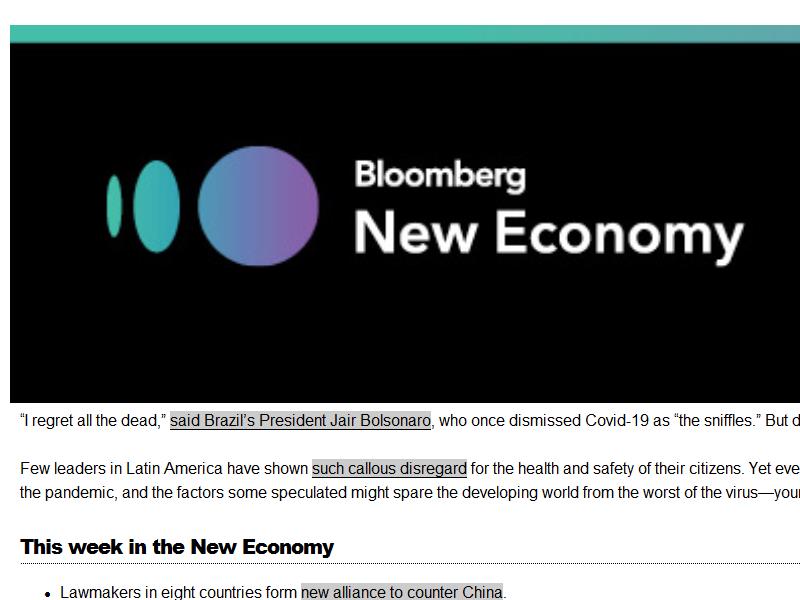 Bloomberg
New Economy
“I regret all the dead,” said Brazil’s President Jair Bolsonaro, who once dismissed Covid-19 as “the sniffles.” But
Few leaders in Latin America have shown such callous disregard for the health and safety of their citizens. Yet
the pandemic, and the factors some speculated might spare the developing world from the worst of the virus—
This week in the New Economy
• Lawmakers in eight countries form new alliance to counter China.